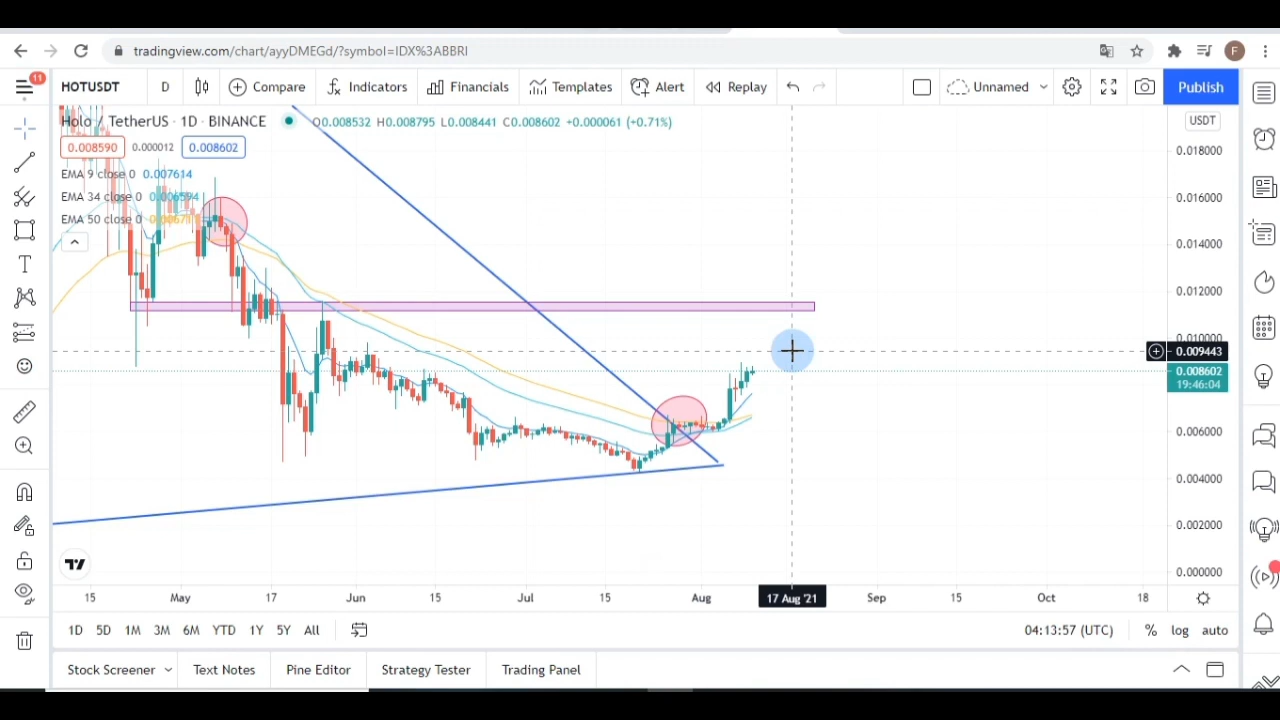 tradingview.com/chart/ayyDMEGd/?symbol=IDX%3ABBRI
F
11
HOTUSDT D Compare Indicators Financials Templates Alert Replay Unnamed Publish
Holo / TetherUS · 1D · BINANCE O0.008532 H0.008795 L0.008441 C0.008602 +0.000061 (+0.71%)
USDT
0.008590 0.000012 0.008602
EMA 9 close 0 0.007614
EMA 34 close 0 0.006594
EMA 50 close 0
0.018000
0.016000
0.014000
0.012000
0.010000
0.009443
0.008602
19:46:04
0.006000
0.004000
0.002000
0.000000
15 May 17 Jun 15 Jul 15 Aug 17 Aug '21 Sep 15 Oct 18
1D 5D 1M 3M 6M YTD 1Y 5Y All 04:13:57 (UTC) % log auto
Stock Screener Text Notes Pine Editor Strategy Tester Trading Panel